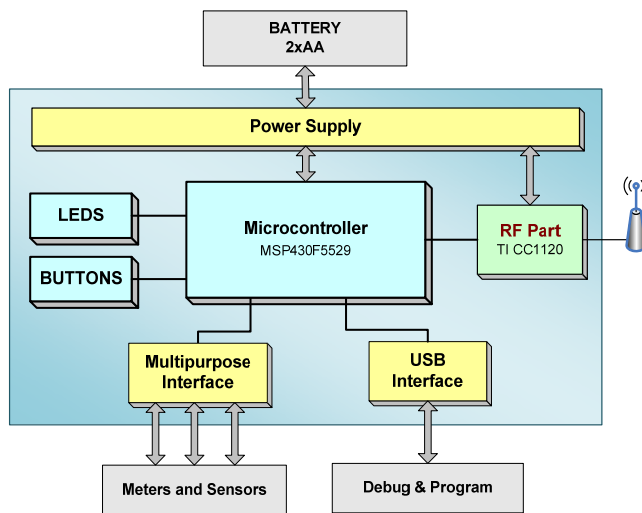 BATTERY
2xAA
Power Supply
LEDS
Microcontroller
MSP430F5529
RF Part
TI CC1120
BUTTONS
Multipurpose
Interface
USB
Interface
Meters and Sensors
Debug & Program